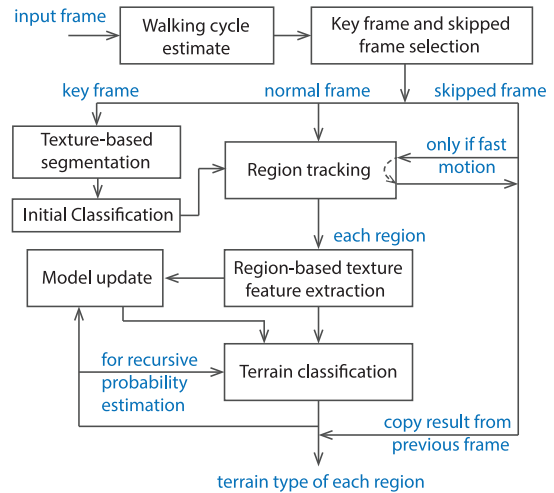 input frame
Walking cycle
estimate
Key frame and skipped
frame selection
key frame
normal frame
skipped frame
Texture-based
segmentation
Initial Classification
Region tracking
only if fast
motion
each region
Model update
Region-based texture
feature extraction
for recursive
probability
estimation
Terrain classification
copy result from
previous frame
terrain type of each region